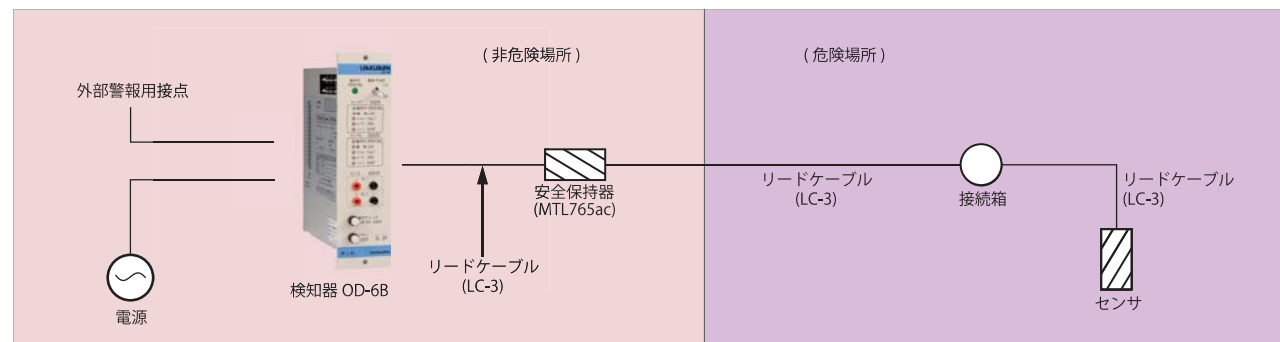 (非危険場所)
(危険場所)
外部警報用接点
安全保持器
(MTL765ac)
リードケーブル
(LC-3)
接続箱
リードケーブル
(LC-3)
リードケーブル
(LC-3)
検知器 OD-6B
電源
センサ